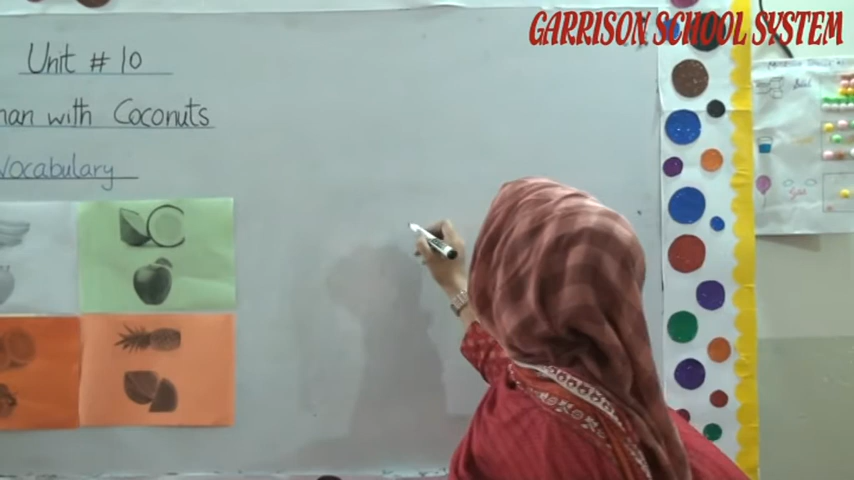 GARRISON SCHOOL SYSTEM
Unit # 10
man with Coconuts
Vocabulary